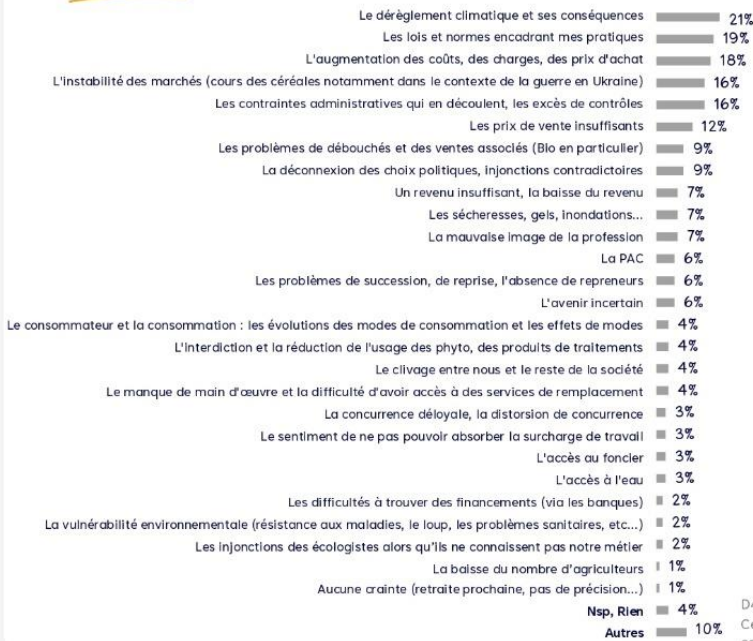 Le dérèglement climatique et ses conséquences 21%
Les lois et normes encadrant mes pratiques 19%
L'augmentation des coûts, des charges, des prix d'achat 18%
L'instabilité des marchés (cours des céréales notamment dans le contexte de la guerre en Ukraine) 16%
Les contraintes administratives qui en découlent, les excès de contrôles 16%
Les prix de vente insuffisants 12%
Les problèmes de débouchés et des ventes associés (Bio en particulier) 9%
La déconnexion des choix politiques, injonctions contradictoires 9%
Un revenu insuffisant, la baisse du revenu 7%
Les sécheresses, gels, inondations... 7%
La mauvaise image de la profession 7%
La PAC 6%
Les problèmes de succession, de reprise, l'absence de repreneurs 6%
L'avenir incertain 6%
Le consommateur et la consommation : les évolutions des modes de consommation et les effets de modes 4%
L'interdiction et la réduction de l'usage des phyto, des produits de traitements 4%
Le clivage entre nous et le reste de la société 4%
Le manque de main d'œuvre et la difficulté d'avoir accès à des services de remplacement 4%
La concurrence déloyale, la distorsion de concurrence 3%
Le sentiment de ne pas pouvoir absorber la surcharge de travail 3%
L'accès au foncier 3%
L'accès à l'eau 3%
Les difficultés à trouver des financements (via les banques) 2%
La vulnérabilité environnementale (résistance aux maladies, le loup, les problèmes sanitaires, etc...) 2%
Les injonctions des écologistes alors qu'ils ne connaissent pas notre métier 2%
La baisse du nombre d'agriculteurs 1%
Aucune crainte (retraite prochaine, pas de précision...) 1%
Nsp, Rien 4%
Autres 10%